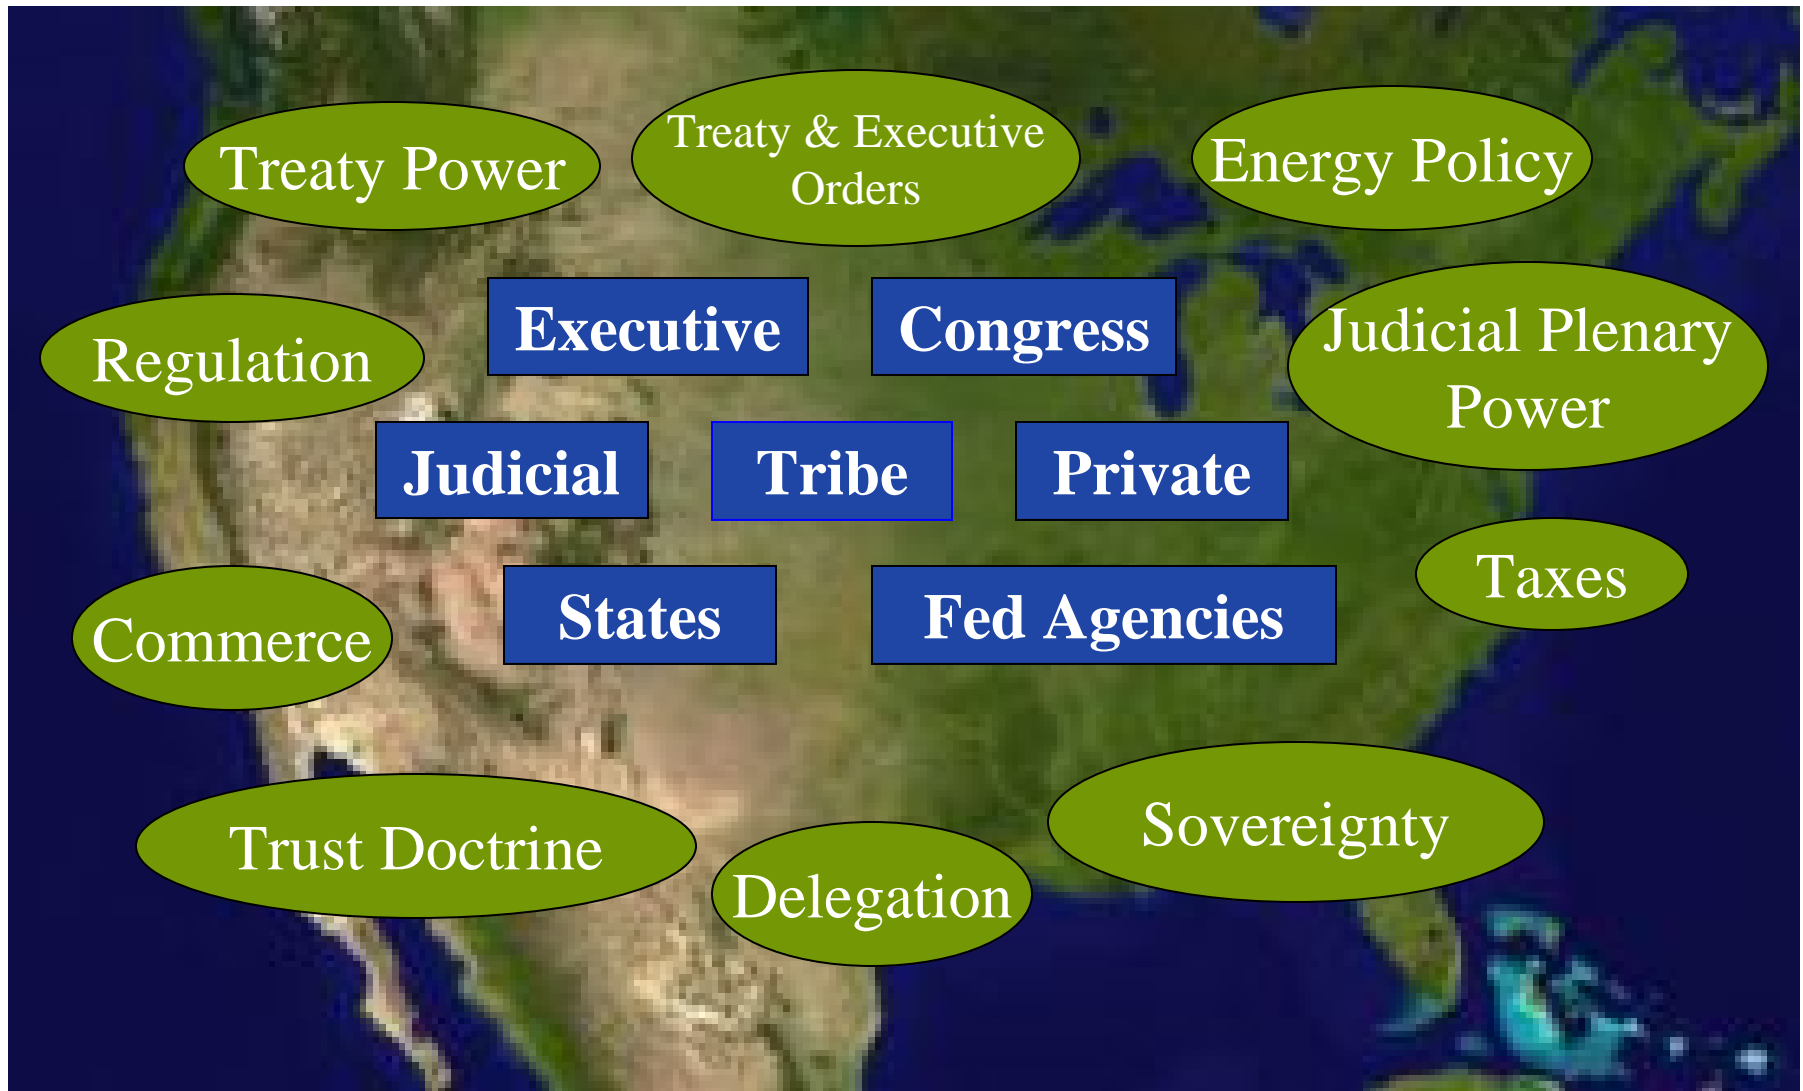 Treaty Power
Treaty & Executive
Orders
Energy Policy
Executive
Congress
Regulation
Judicial Plenary
Power
Judicial
Tribe
Private
States
Fed Agencies
Taxes
Commerce
Trust Doctrine
Delegation
Sovereignty